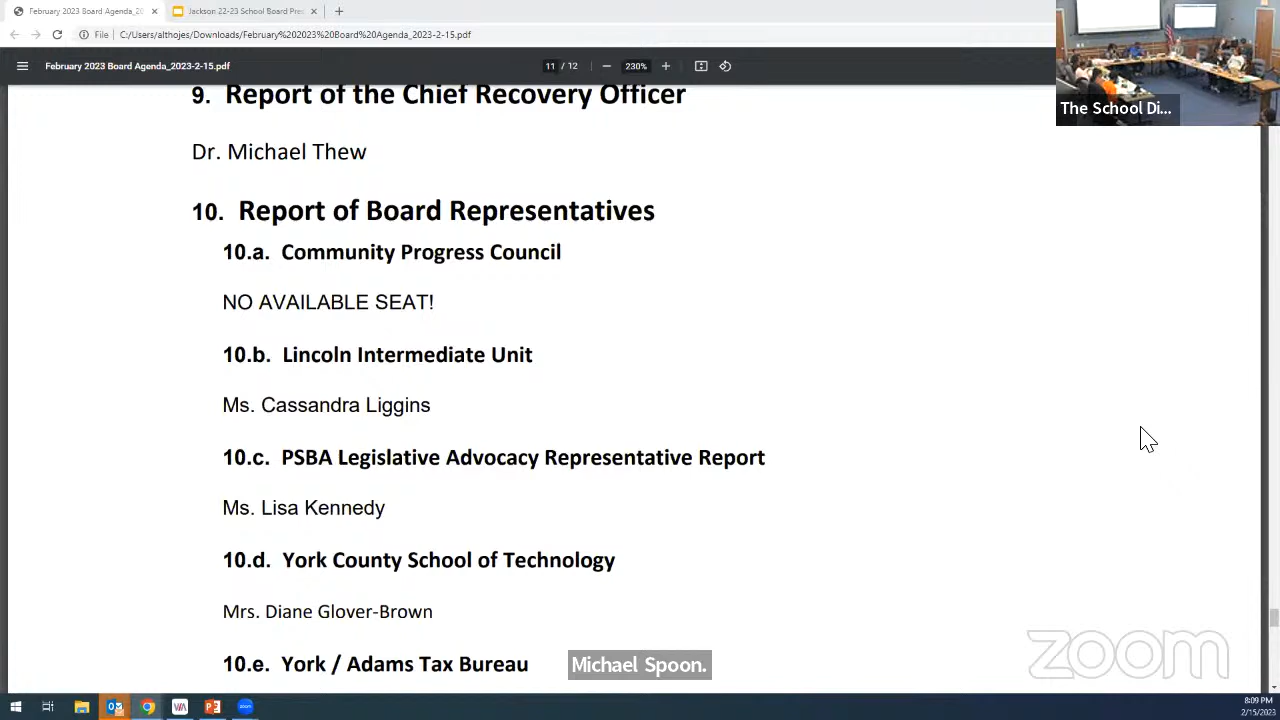 February 2023 Board Agenda_20
Jackson 22-23 School Board Pre
File
C:/Users/althojes/Downloads/February%202023%20Board%20Agenda_2023-2-15.pdf
February 2023 Board Agenda_2023-2-15.pdf
11 / 12
230%
The School Di...
9. Report of the Chief Recovery Officer
Dr. Michael Thew
10. Report of Board Representatives
10.a. Community Progress Council
NO AVAILABLE SEAT!
10.b. Lincoln Intermediate Unit
Ms. Cassandra Liggins
10.c. PSBA Legislative Advocacy Representative Report
Ms. Lisa Kennedy
10.d. York County School of Technology
Mrs. Diane Glover-Brown
10.e. York / Adams Tax Bureau
Michael Spoon.
zoom
8:09 PM
2/15/2023